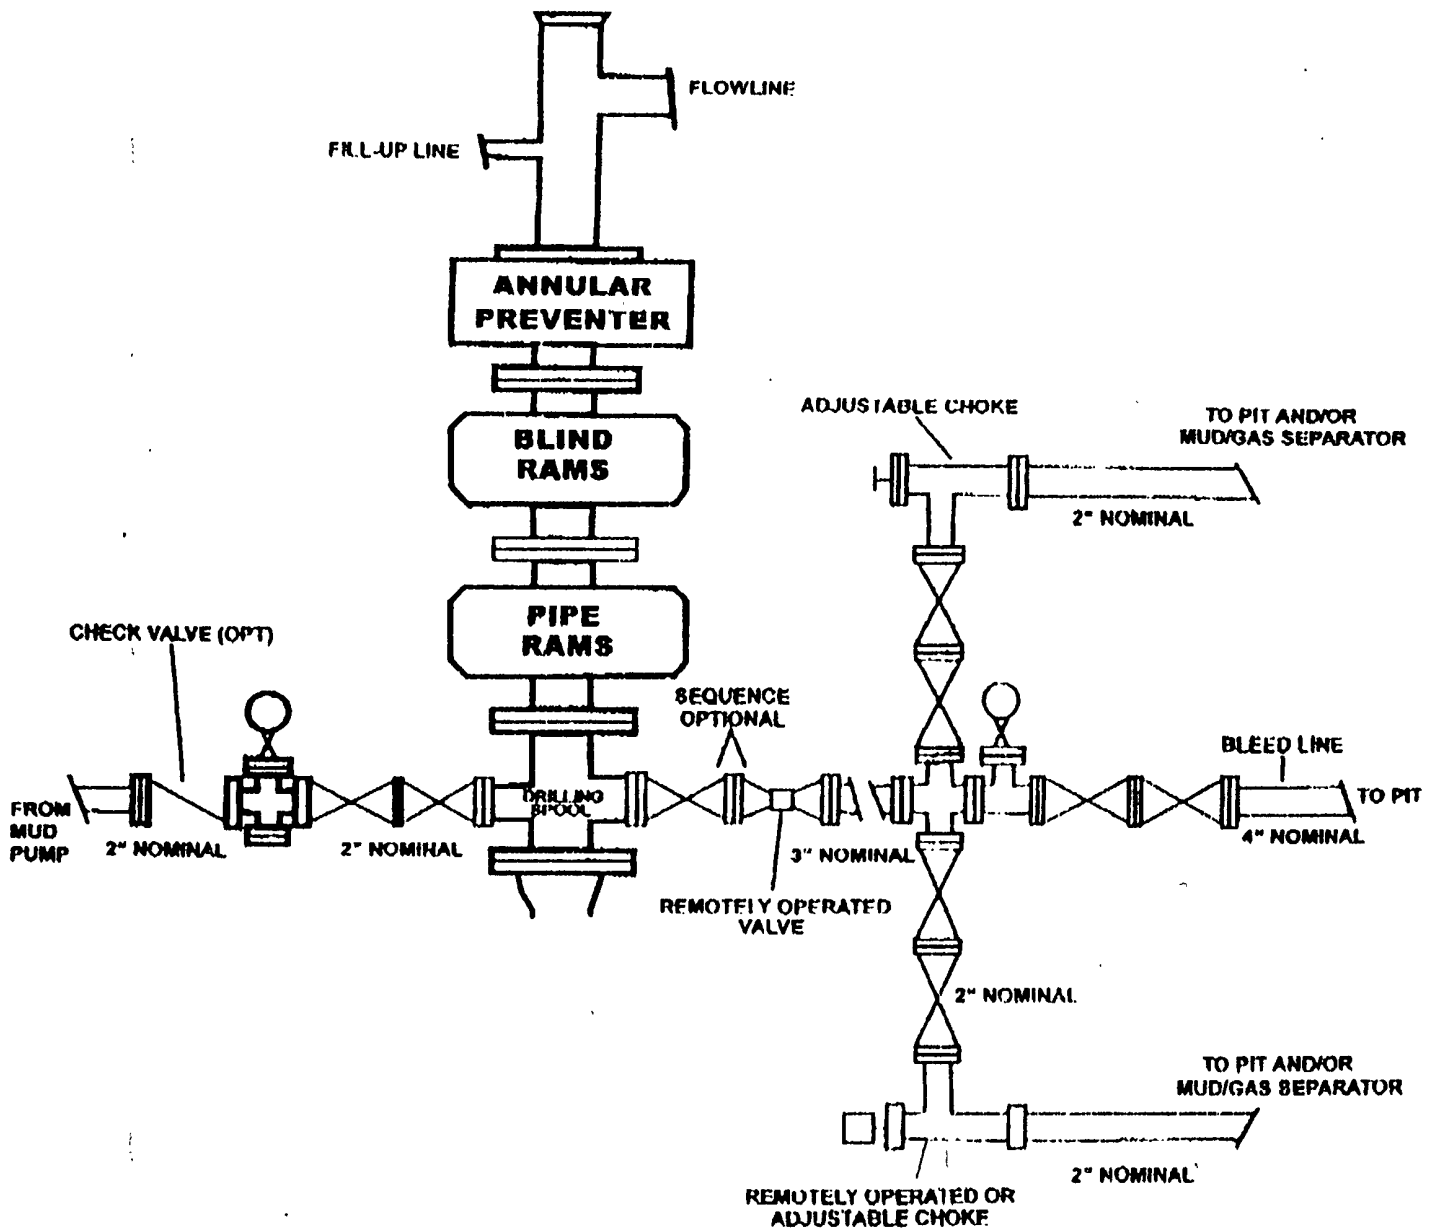 FLOWLINE
FILL-UP LINE
ANNULAR
PREVENTER
BLIND
RAMS
PIPE
RAMS
ADJUSTABLE CHOKE
TO PIT AND/OR
MUD/GAS SEPARATOR
2" NOMINAL
CHECK VALVE (OPT)
SEQUENCE
OPTIONAL
BLEED LINE
TO PIT
4" NOMINAL
FROM
MUD
PUMP
2" NOMINAL
2" NOMINAL
DRILLING
SPOOL
3" NOMINAL
REMOTELY OPERATED
VALVE
2" NOMINAL
TO PIT AND/OR
MUD/GAS SEPARATOR
2" NOMINAL
REMOTELY OPERATED OR
ADJUSTABLE CHOKE